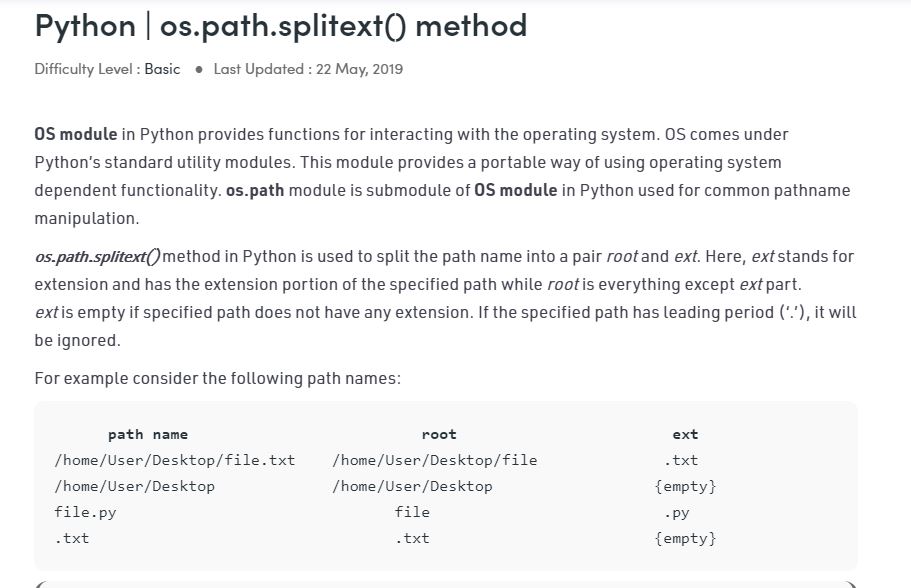 Python | os.path.splitext() method
Difficulty Level : Basic ● Last Updated : 22 May, 2019
OS module in Python provides functions for interacting with the operating system. OS comes under
Python's standard utility modules. This module provides a portable way of using operating system
dependent functionality. os.path module is submodule of OS module in Python used for common pathname
manipulation.
os.path.splitext() method in Python is used to split the path name into a pair root and ext. Here, ext stands for
extension and has the extension portion of the specified path while root is everything except ext part.
ext is empty if specified path does not have any extension. If the specified path has leading period ('.'), it will
be ignored.
For example consider the following path names:
path name root ext
/home/User/Desktop/file.txt /home/User/Desktop/file .txt
/home/User/Desktop /home/User/Desktop {empty}
file.py file .py
.txt .txt {empty}